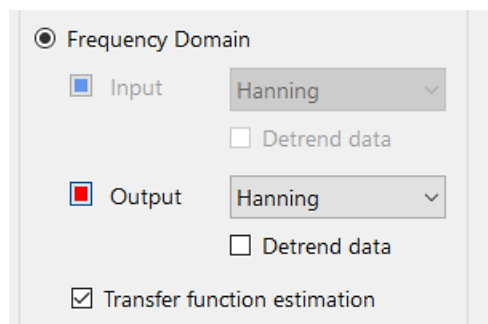 Frequency Domain
Input Hanning
Detrend data
Output Hanning
Detrend data
Transfer function estimation